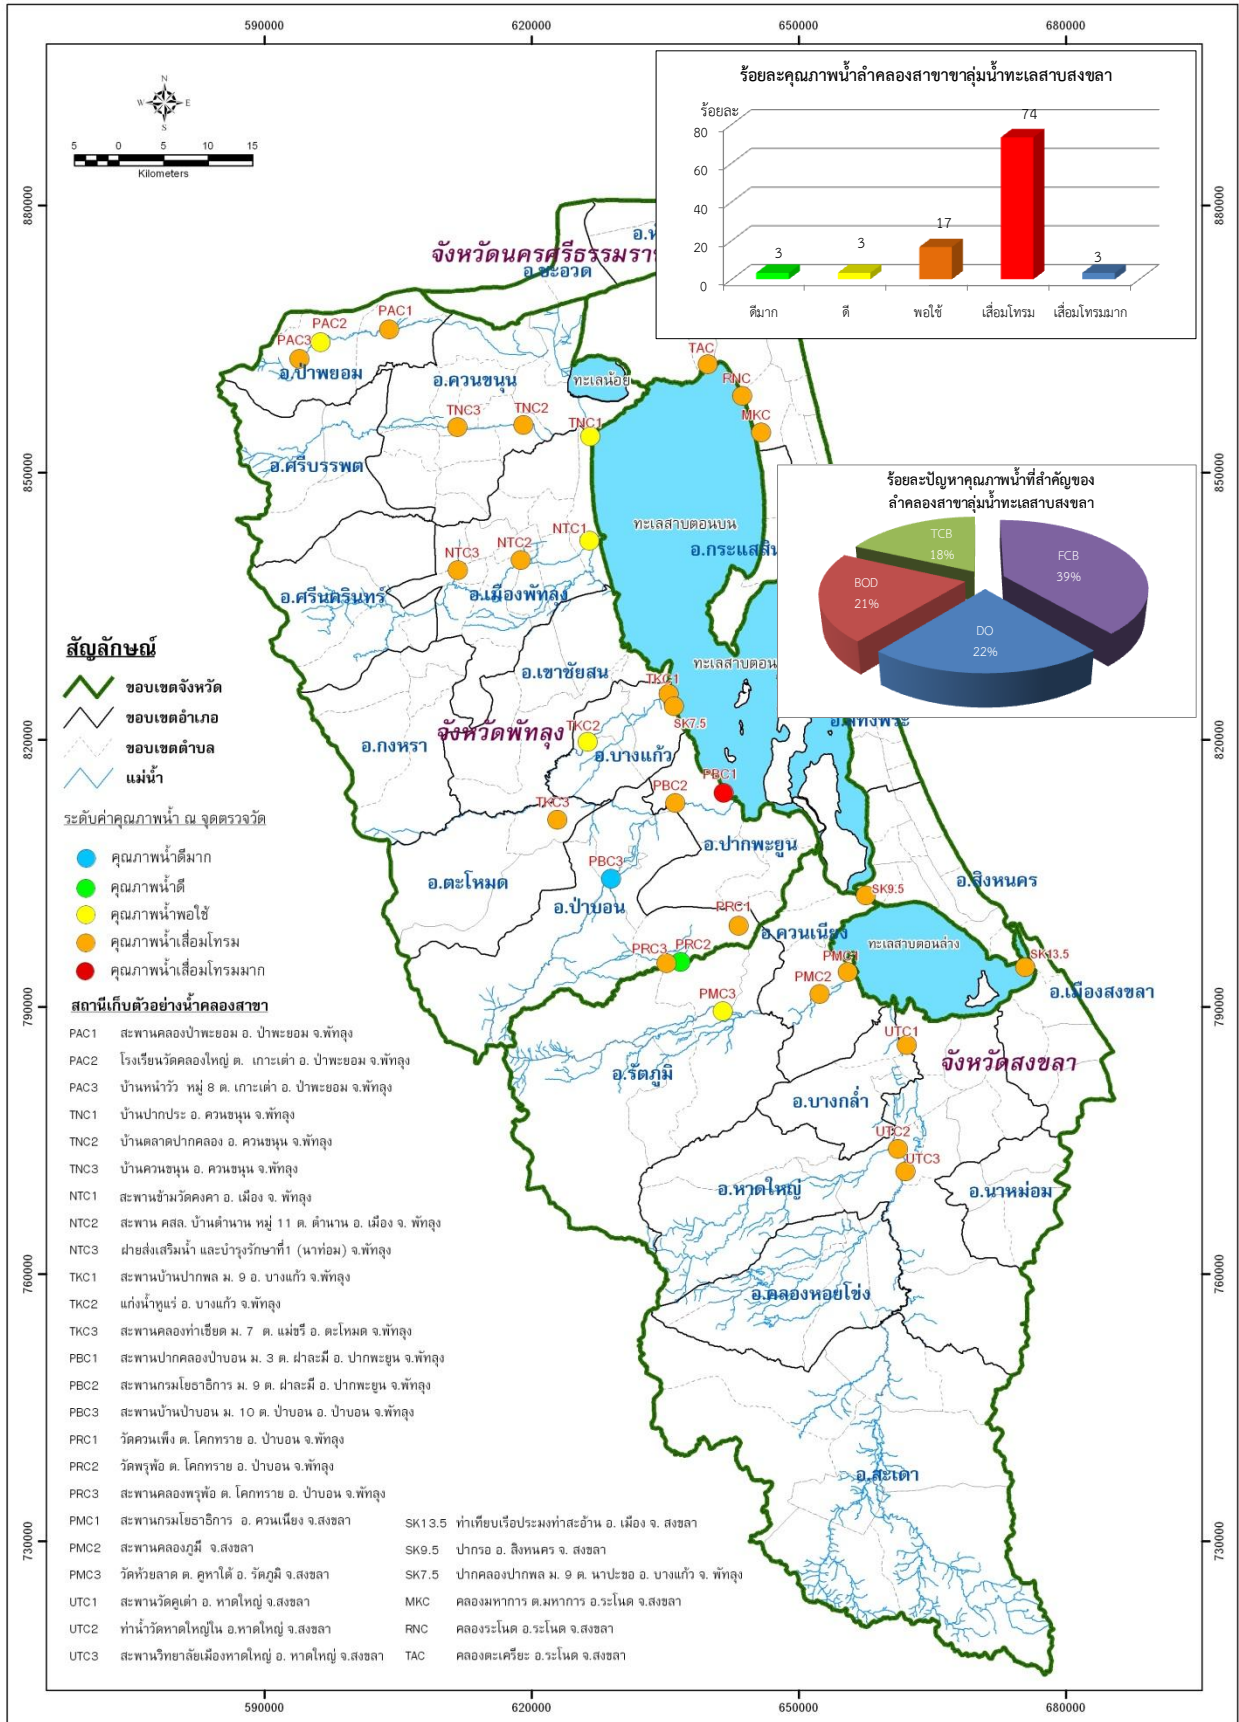 590000
620000
650000
680000
N
W
E
S
5 0 5 10 15
Kilometers
ร้อยละคุณภาพน้ำลำคลองสาขาขาลุ่มน้ำทะเลสาบสงขลา
ร้อยละ
80
60
40
20
0
3
3
17
74
3
ดีมาก
ดี
พอใช้
เสื่อมโทรม
เสื่อมโทรมมาก
880000
880000
จังหวัดนครศรีธรรมราช
อ.ชะอวด
PAC1
PAC2
PAC3
อ.ป่าพยอม
อ.ควนขนุน
ทะเลน้อย
TAC
RNC
MKC
TNC3
TNC2
TNC1
อ.ศรีบรรพต
850000
850000
ร้อยละปัญหาคุณภาพน้ำที่สำคัญของ
ลำคลองสาขาลุ่มน้ำทะเลสาบสงขลา
TCB
18%
FCB
39%
BOD
21%
DO
22%
ทะเลสาบตอนบน
อ.กระแสสิน
NTC1
NTC2
NTC3
อ.ศรีนครินทร์
อ.เมืองพัทลุง
ทะเลสาบตอน
อ.เขาชัยสน
TKC1
SK7.5
TKC2
จังหวัดพัทลุง
อ.กงหรา
อ.บางแก้ว
820000
820000
PBC1
PBC2
TKC3
อ.ปากพะยูน
PBC3
อ.ตะโหมด
อ.ป่าบอน
SK9.5
อ.สิงหนคร
PRC1
อ.ควนเนียง
ทะเลสาบตอนล่าง
PRC3
PRC2
PMC1
SK13.5
PMC2
อ.เมืองสงขลา
PMC3
790000
790000
UTC1
จังหวัดสงขลา
อ.รัตภูมิ
อ.บางกล่ำ
UTC2
UTC3
อ.หาดใหญ่
อ.นาหม่อม
760000
760000
อ.คลองหอยโข่ง
อ.สะเดา
730000
730000
สัญลักษณ์
ขอบเขตจังหวัด
ขอบเขตอำเภอ
ขอบเขตตำบล
แม่น้ำ
ระดับค่าคุณภาพน้ำ ณ จุดตรวจวัด
คุณภาพน้ำดีมาก
คุณภาพน้ำดี
คุณภาพน้ำพอใช้
คุณภาพน้ำเสื่อมโทรม
คุณภาพน้ำเสื่อมโทรมมาก
สถานีเก็บตัวอย่างน้ำคลองสาขา
PAC1 สะพานคลองป่าพะยอม อ. ป่าพะยอม จ.พัทลุง
PAC2 โรงเรียนวัดคลองใหญ่ ต. เกาะเต่า อ. ป่าพะยอม จ.พัทลุง
PAC3 บ้านหนำวัว หมู่ 8 ต. เกาะเต่า อ. ป่าพะยอม จ.พัทลุง
TNC1 บ้านปากประ อ. ควนขนุน จ.พัทลุง
TNC2 บ้านตลาดปากคลอง อ. ควนขนุน จ.พัทลุง
TNC3 บ้านควนขนุน อ. ควนขนุน จ.พัทลุง
NTC1 สะพานข้ามวัดคงคา อ. เมือง จ. พัทลุง
NTC2 สะพาน คสล. บ้านตำนาน หมู่ 11 ต. ตำนาน อ. เมือง จ. พัทลุง
NTC3 ฝายส่งเสริมน้ำ และบำรุงรักษาที่1 (นาท่อม) จ.พัทลุง
TKC1 สะพานบ้านปากพล ม. 9 อ. บางแก้ว จ.พัทลุง
TKC2 แก่งน้ำหูแร่ อ. บางแก้ว จ.พัทลุง
TKC3 สะพานคลองท่าเชียด ม. 7 ต. แม่ขรี อ. ตะโหมด จ.พัทลุง
PBC1 สะพานปากคลองป่าบอน ม. 3 ต. ฝาละมี อ. ปากพะยูน จ.พัทลุง
PBC2 สะพานกรมโยธาธิการ ม. 9 ต. ฝาละมี อ. ปากพะยูน จ.พัทลุง
PBC3 สะพานบ้านป่าบอน ม. 10 ต. ป่าบอน อ. ป่าบอน จ.พัทลุง
PRC1 วัดควนเพ็ง ต. โคกทราย อ. ป่าบอน จ.พัทลุง
PRC2 วัดพรุพ้อ ต. โคกทราย อ. ป่าบอน จ.พัทลุง
PRC3 สะพานคลองพรุพ้อ ต. โคกทราย อ. ป่าบอน จ.พัทลุง
PMC1 สะพานกรมโยธาธิการ อ. ควนเนียง จ.สงขลา
PMC2 สะพานคลองภูมี จ.สงขลา
PMC3 วัดห้วยลาด ต. คูหาใต้ อ. รัตภูมิ จ.สงขลา
UTC1 สะพานวัดคูเต่า อ. หาดใหญ่ จ.สงขลา
UTC2 ท่าน้ำวัดหาดใหญ่ใน อ.หาดใหญ่ จ.สงขลา
UTC3 สะพานวิทยาลัยเมืองหาดใหญ่ อ. หาดใหญ่ จ.สงขลา
SK13.5 ท่าเทียบเรือประมงท่าสะอ้าน อ. เมือง จ. สงขลา
SK9.5 ปากรอ อ. สิงหนคร จ. สงขลา
SK7.5 ปากคลองปากพล ม. 9 ต. นาปะขอ อ. บางแก้ว จ. พัทลุง
MKC คลองมหาการ ต.มหาการ อ.ระโนด จ.สงขลา
RNC คลองระโนด อ.ระโนด จ.สงขลา
TAC คลองตะเครียะ อ.ระโนด จ.สงขลา
590000
620000
650000
680000